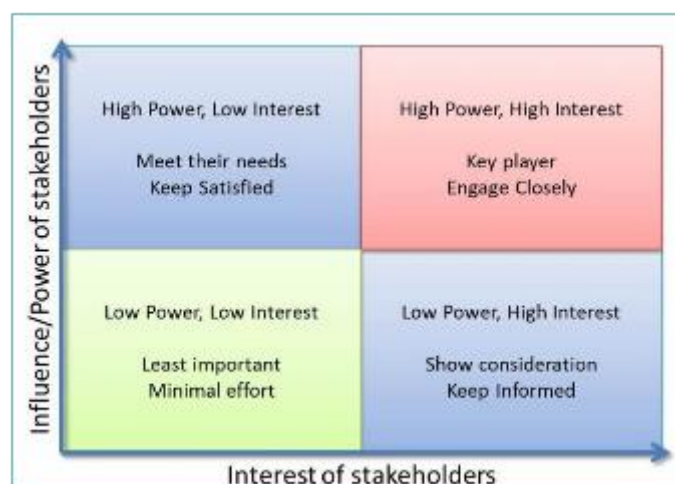 Influence/Power of stakeholders
High Power, Low Interest
Meet their needs
Keep Satisfied
High Power, High Interest
Key player
Engage Closely
Low Power, Low Interest
Least important
Minimal effort
Low Power, High Interest
Show consideration
Keep Informed
Interest of stakeholders